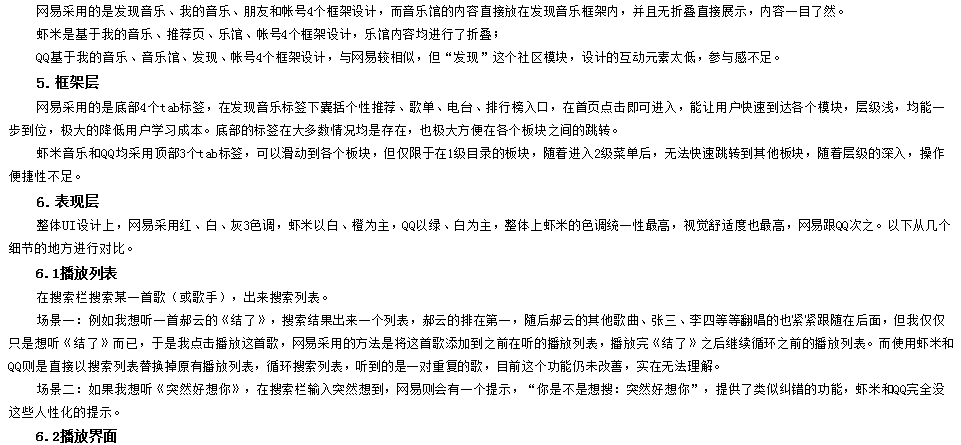 网易采用的是发现音乐、我的音乐、朋友和帐号4个框架设计，而音乐馆的内容直接放在发现音乐框架内，并且无折叠直接展示，内容一目了然。
虾米是基于我的音乐、推荐页、乐馆、帐号4个框架设计，乐馆内容均进行了折叠；
QQ基于我的音乐、音乐馆、发现、帐号4个框架设计，与网易较相似，但“发现”这个社区模块，设计的互动元素太低，参与感不足。
5.框架层
网易采用的是底部4个tab标签，在发现音乐标签下囊括个性推荐、歌单、电台、排行榜入口，在首页点击即可进入，能让用户快速到达各个模块，层级浅，均能一
步到位，极大的降低用户学习成本。底部的标签在大多数情况均是存在，也极大方便在各个板块之间的跳转。
虾米音乐和QQ均采用顶部3个tab标签，可以滑动到各个板块，但仅限于在1级目录的板块，随着进入2级菜单后，无法快速跳转到其他板块，随着层级的深入，操作
便捷性不足。
6.表现层
整体UI设计上，网易采用红、白、灰3色调，虾米以白、橙为主，QQ以绿、白为主，整体上虾米的色调统一性最高，视觉舒适度也最高，网易跟QQ次之。以下从几个
细节的地方进行对比。
6.1播放列表
在搜索栏搜索某一首歌（或歌手），出来搜索列表。
场景一：例如我想听一首郝云的《结了》，搜索结果出来一个列表，郝云的排在第一，随后郝云的其他歌曲、张三、李四等等翻唱的也紧紧跟随在后面，但我仅仅
只是想听《结了》而已，于是我点击播放这首歌，网易采用的方法是将这首歌添加到之前在听的播放列表，播放完《结了》之后继续循环之前的播放列表。而使用虾米和
QQ则是直接以搜索列表替换掉原有播放列表，循环搜索列表，听到的是一对重复的歌，目前这个功能仍未改善，实在无法理解。
场景二：如果我想听《突然好想你》，在搜索栏输入突然想到，网易则会有一个提示，“你是不是想搜：突然好想你”，提供了类似纠错的功能，虾米和QQ完全没
这些人性化的提示。
6.2播放界面